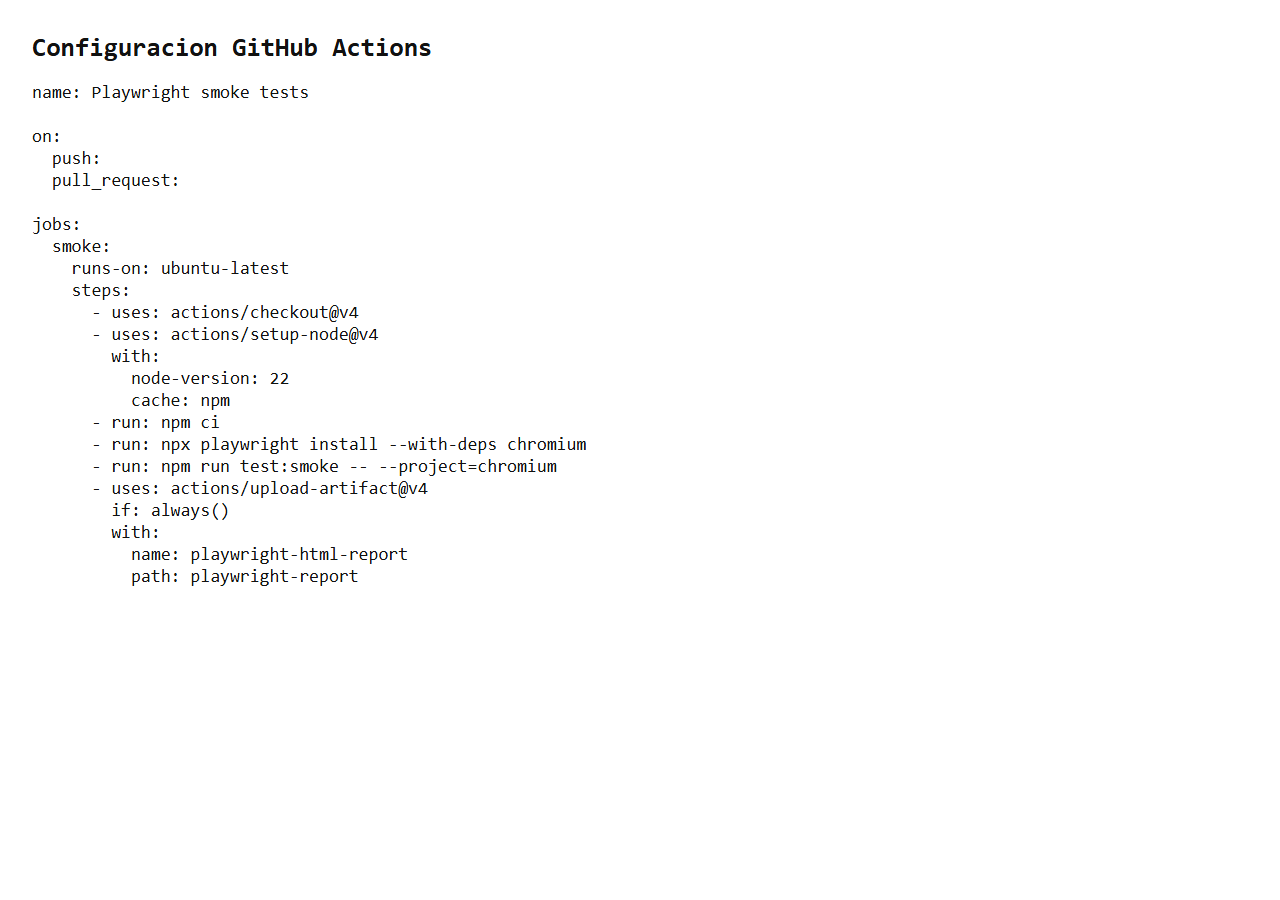 Configuracion GitHub Actions
name: Playwright smoke tests
on:
  push:
  pull_request:
jobs:
  smoke:
    runs-on: ubuntu-latest
    steps:
      - uses: actions/checkout@v4
      - uses: actions/setup-node@v4
        with:
          node-version: 22
          cache: npm
      - run: npm ci
      - run: npx playwright install --with-deps chromium
      - run: npm run test:smoke -- --project=chromium
      - uses: actions/upload-artifact@v4
        if: always()
        with:
          name: playwright-html-report
          path: playwright-report